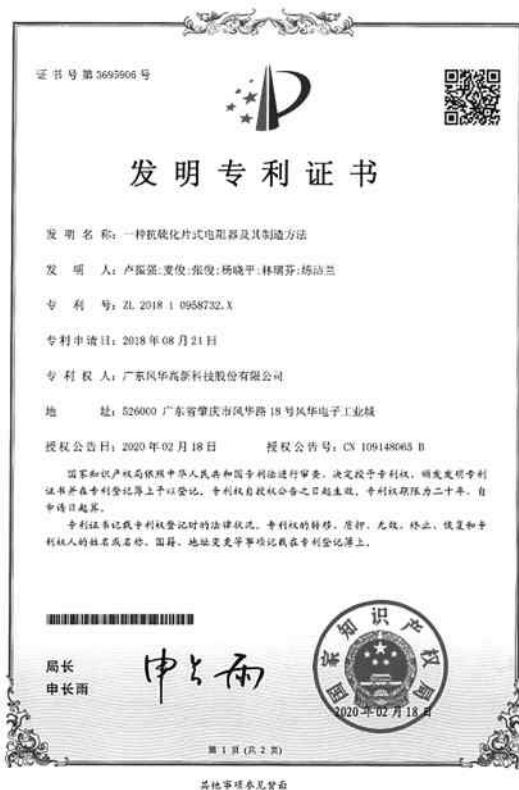 证书号第3695906号
发明专利证书
发明名称：一种抗硫化片式电阻器及其制造方法
发明人：卢振强;麦俊;张俊;杨晓平;林瑞芬;练洁兰
专利号：ZL 2018 1 0958732.X
专利申请日：2018年08月21日
专利权人：广东风华高新科技股份有限公司
地址：526000 广东省肇庆市风华路18号风华电子工业城
授权公告日：2020年02月18日 授权公告号：CN 109148065 B
国家知识产权局依照中华人民共和国专利法进行审查，决定授予专利权，颁发发明专利
证书并在专利登记簿上予以登记。专利权自授权公告之日起生效。专利权期限为二十年，自
申请日起算。
专利证书记载专利权登记时的法律状况。专利权的转移、质押、无效、终止、恢复和专
利权人的姓名或名称、国籍、地址变更等事项记载在专利登记簿上。
局长
申长雨
申长雨
国家知识产权局
2020年02月18日
第1页(共2页)
其他事项参见背面